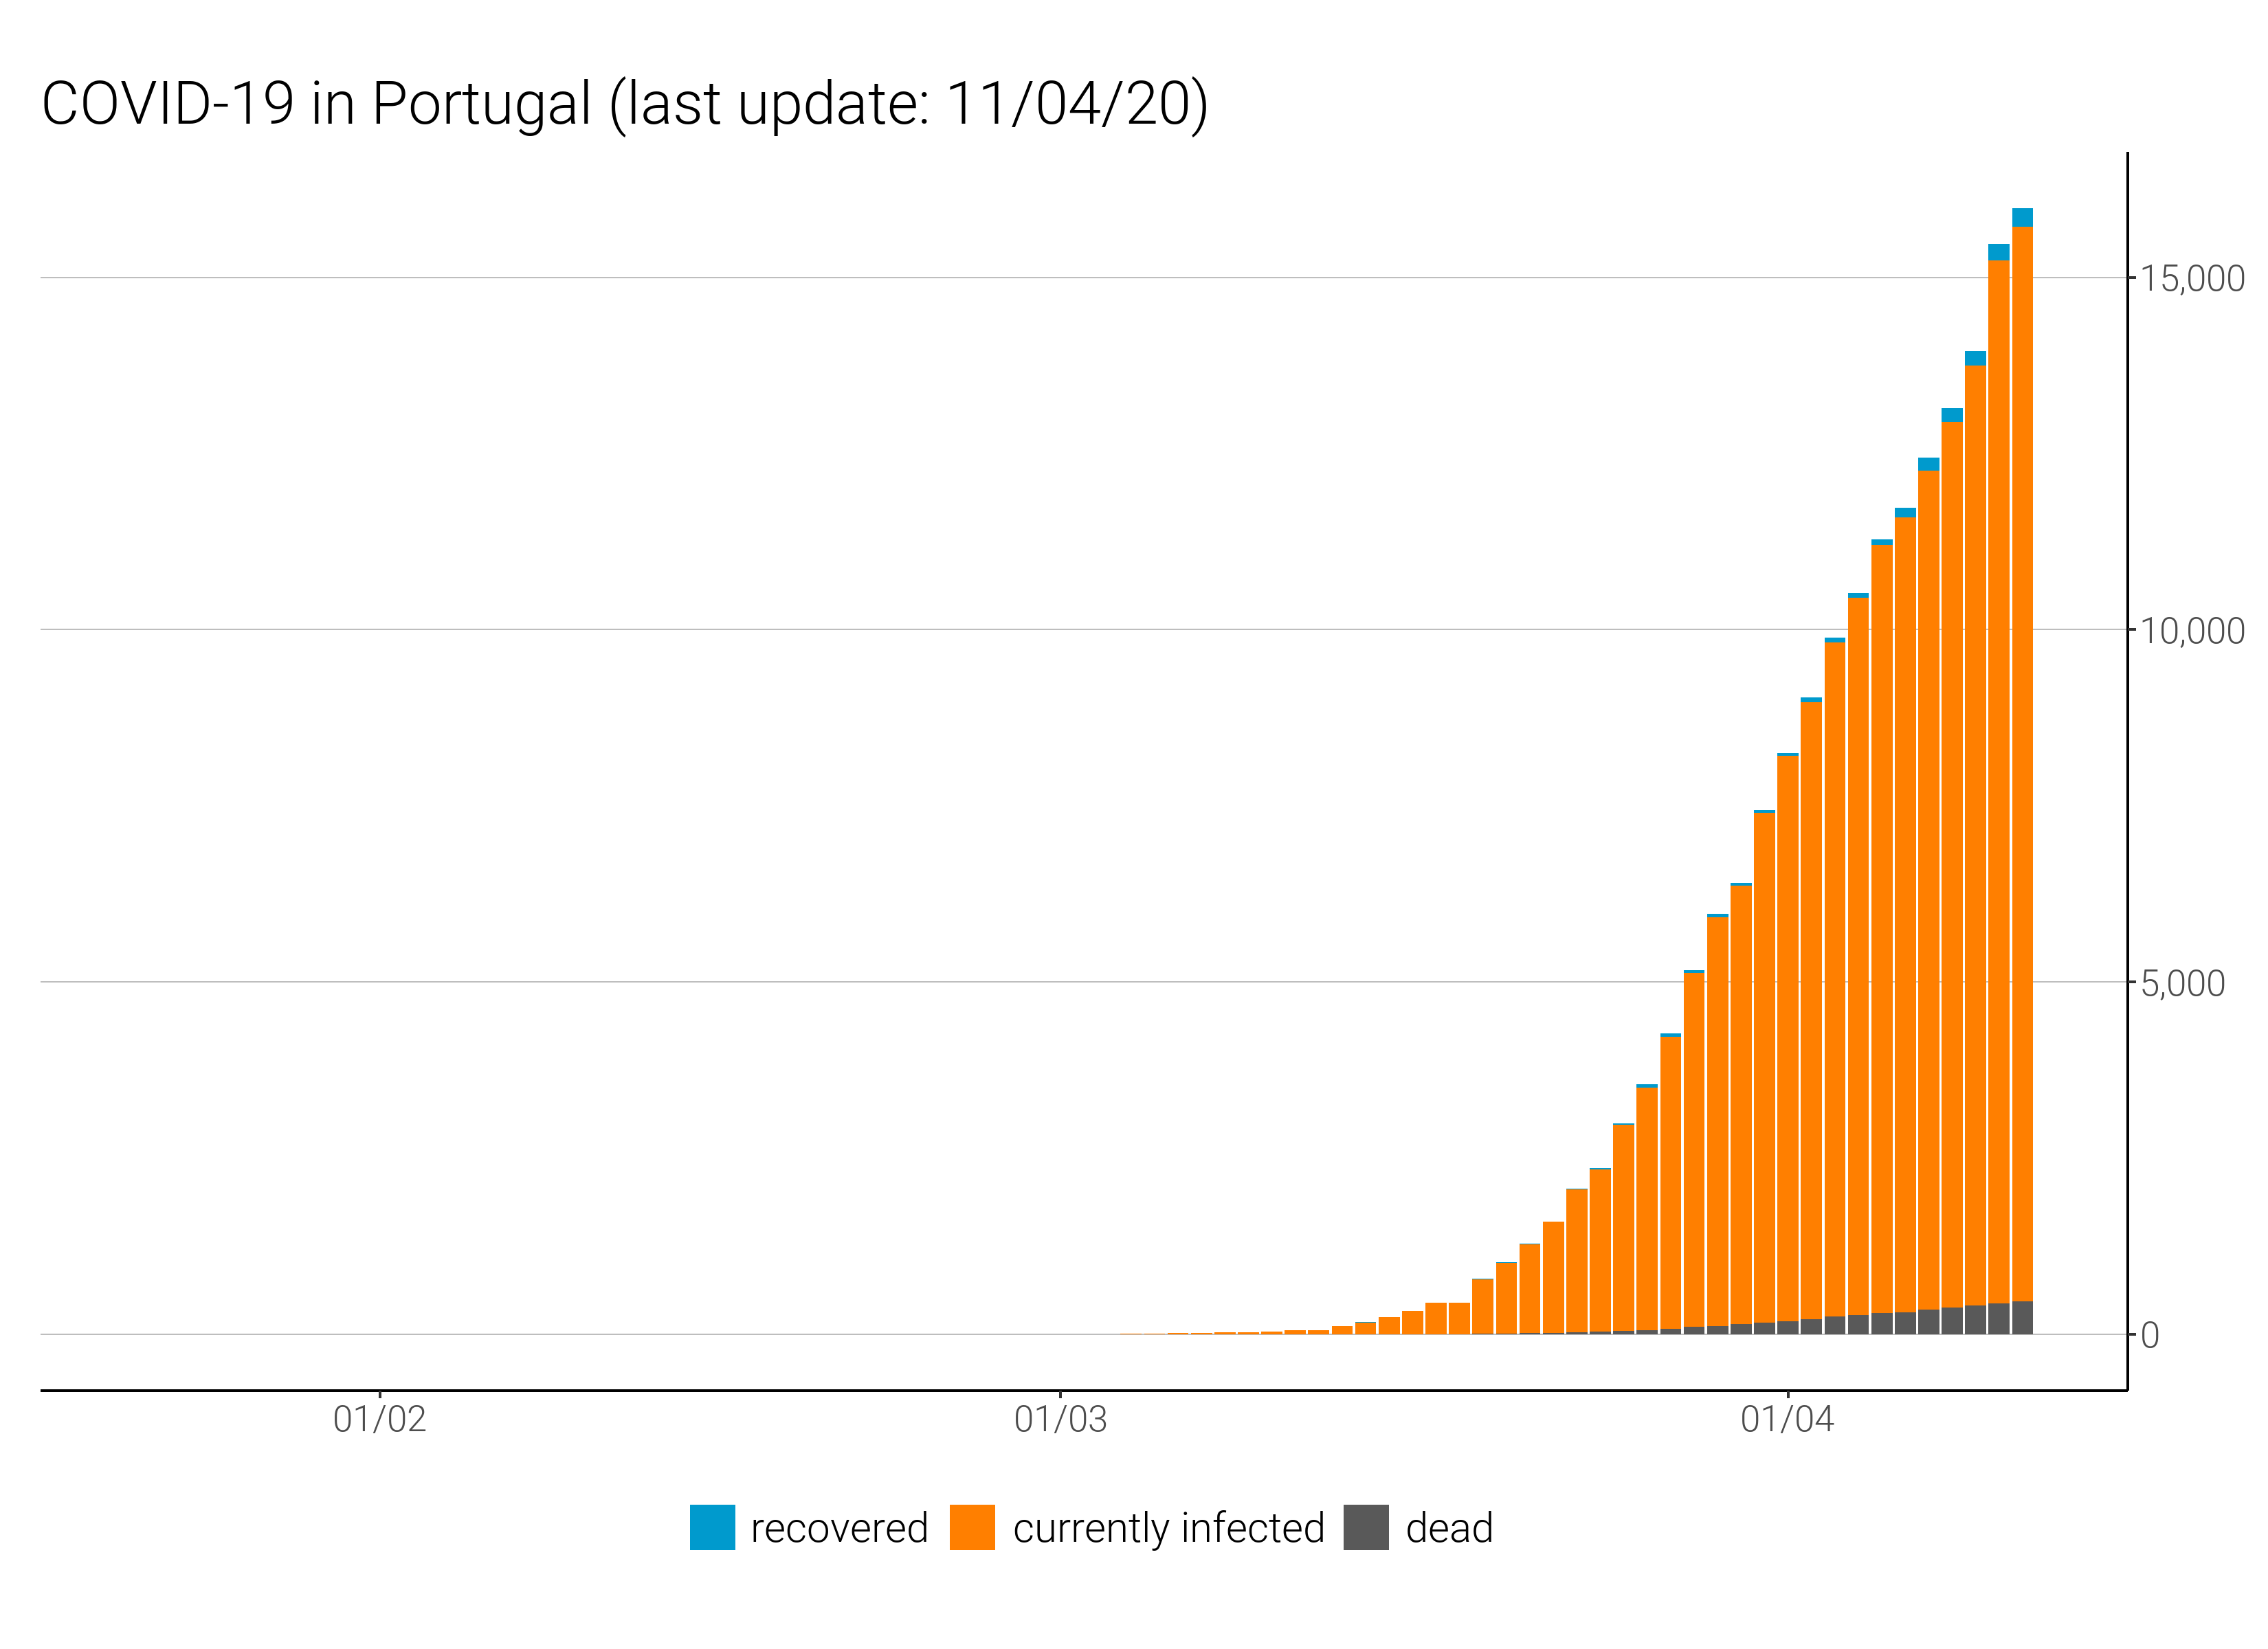 COVID-19 in Portugal (last update: 11/04/20)
15,000
10,000
5,000
0
01/02 01/03 01/04
recovered currently infected dead